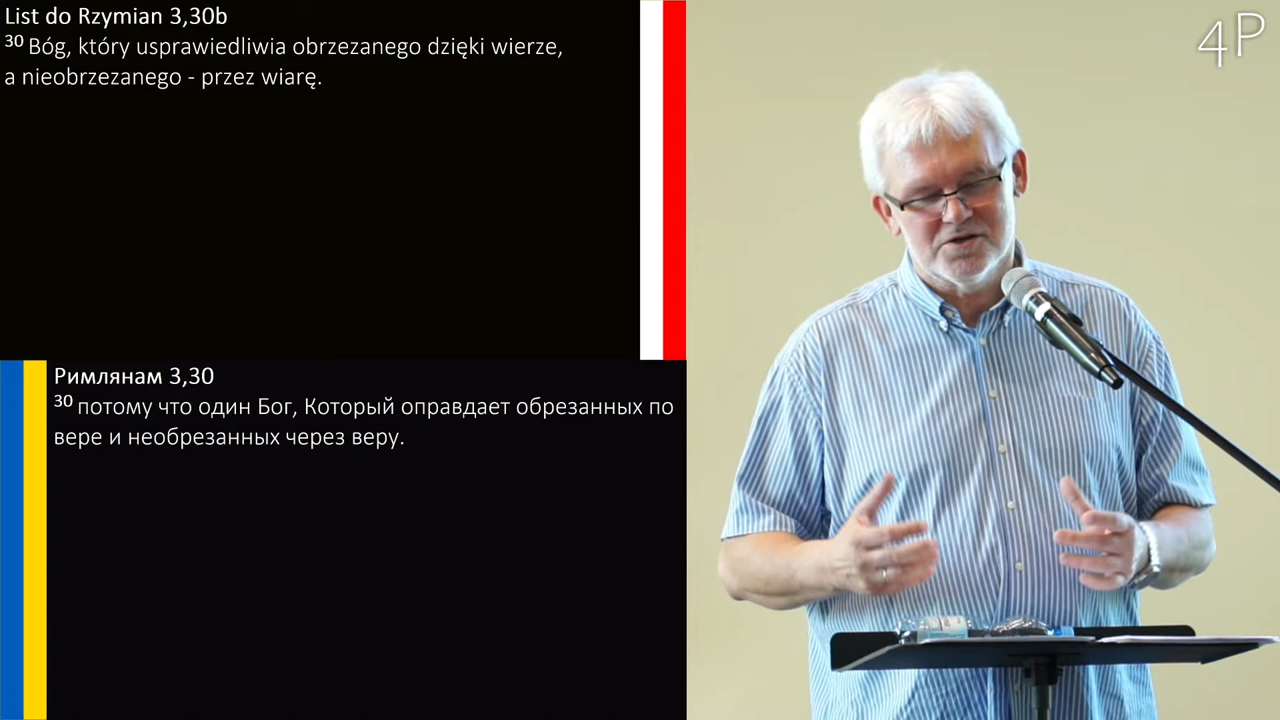 List do Rzymian 3,30b
30 Bóg, który usprawiedliwia obrzezanego dzięki wierze,
a nieobrzezanego - przez wiarę.
Римлянам 3,30
30 потому что один Бог, Который оправдает обрезанных по
вере и необрезанных через веру.
4P